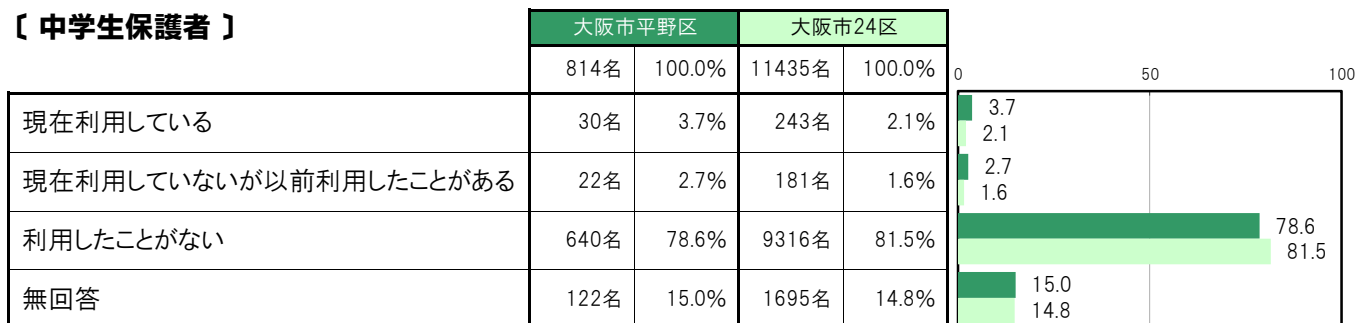 〔 中学生保護者 〕
大阪市平野区 大阪市24区
814名 100.0% 11435名 100.0%
0 50 100
現在利用している 30名 3.7% 243名 2.1%
3.7
2.1
現在利用していないが以前利用したことがある 22名 2.7% 181名 1.6%
2.7
1.6
利用したことがない 640名 78.6% 9316名 81.5%
78.6
81.5
無回答 122名 15.0% 1695名 14.8%
15.0
14.8